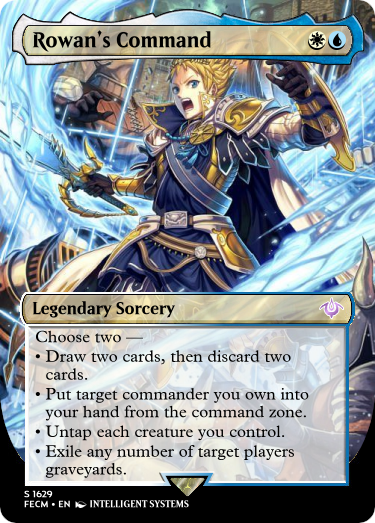 Rowan's Command
Legendary Sorcery
Choose two —
• Draw two cards, then discard two
cards.
• Put target commander you own into
your hand from the command zone.
• Untap each creature you control.
• Exile any number of target players
graveyards.
S 1629
FECM • EN INTELLIGENT SYSTEMS